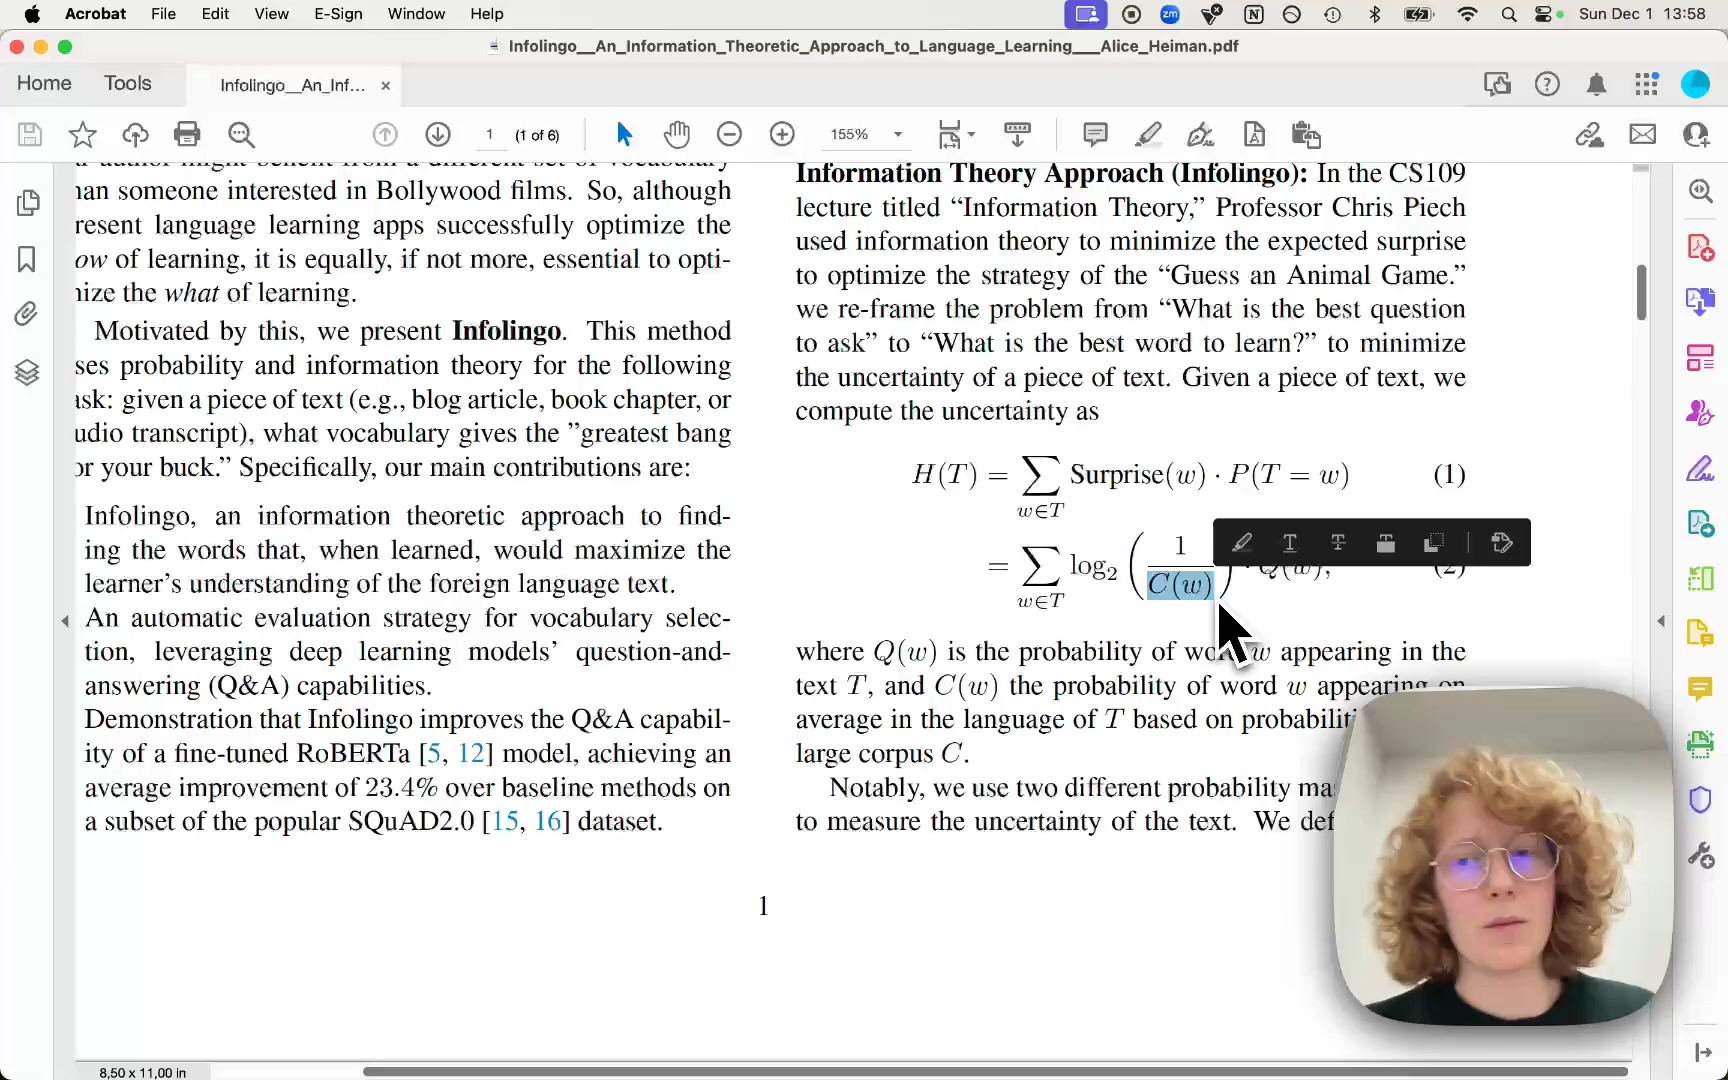 Acrobat File Edit View E-Sign Window Help
zm
Sun Dec 1 13:58
Infolingo__An_Information_Theoretic_Approach_to_Language_Learning___Alice_Heiman.pdf
Home Tools Infolingo__An_Inf... ×
1 (1 of 6) 155%
an someone interested in Bollywood films. So, although
resent language learning apps successfully optimize the
ow of learning, it is equally, if not more, essential to opti-
ize the what of learning.
Motivated by this, we present Infolingo. This method
ses probability and information theory for the following
sk: given a piece of text (e.g., blog article, book chapter, or
udio transcript), what vocabulary gives the ”greatest bang
or your buck.” Specifically, our main contributions are:
Infolingo, an information theoretic approach to find-
ing the words that, when learned, would maximize the
learner’s understanding of the foreign language text.
An automatic evaluation strategy for vocabulary selec-
tion, leveraging deep learning models’ question-and-
answering (Q&A) capabilities.
Demonstration that Infolingo improves the Q&A capabil-
ity of a fine-tuned RoBERTa [5, 12] model, achieving an
average improvement of 23.4% over baseline methods on
a subset of the popular SQuAD2.0 [15, 16] dataset.
Information Theory Approach (Infolingo): In the CS109
lecture titled “Information Theory,” Professor Chris Piech
used information theory to minimize the expected surprise
to optimize the strategy of the “Guess an Animal Game.”
we re-frame the problem from “What is the best question
to ask” to “What is the best word to learn?” to minimize
the uncertainty of a piece of text. Given a piece of text, we
compute the uncertainty as
H(T) = ∑ Surprise(w) · P(T = w) (1)
w∈T
= ∑ log₂ ( 1 / C(w) ) · Q(w), (2)
w∈T
where Q(w) is the probability of word w appearing in the
text T, and C(w) the probability of word w appearing on
average in the language of T based on
large corpus C.
Notably, we use two different probability
to measure the uncertainty of the text. We
1
8,50 x 11,00 in